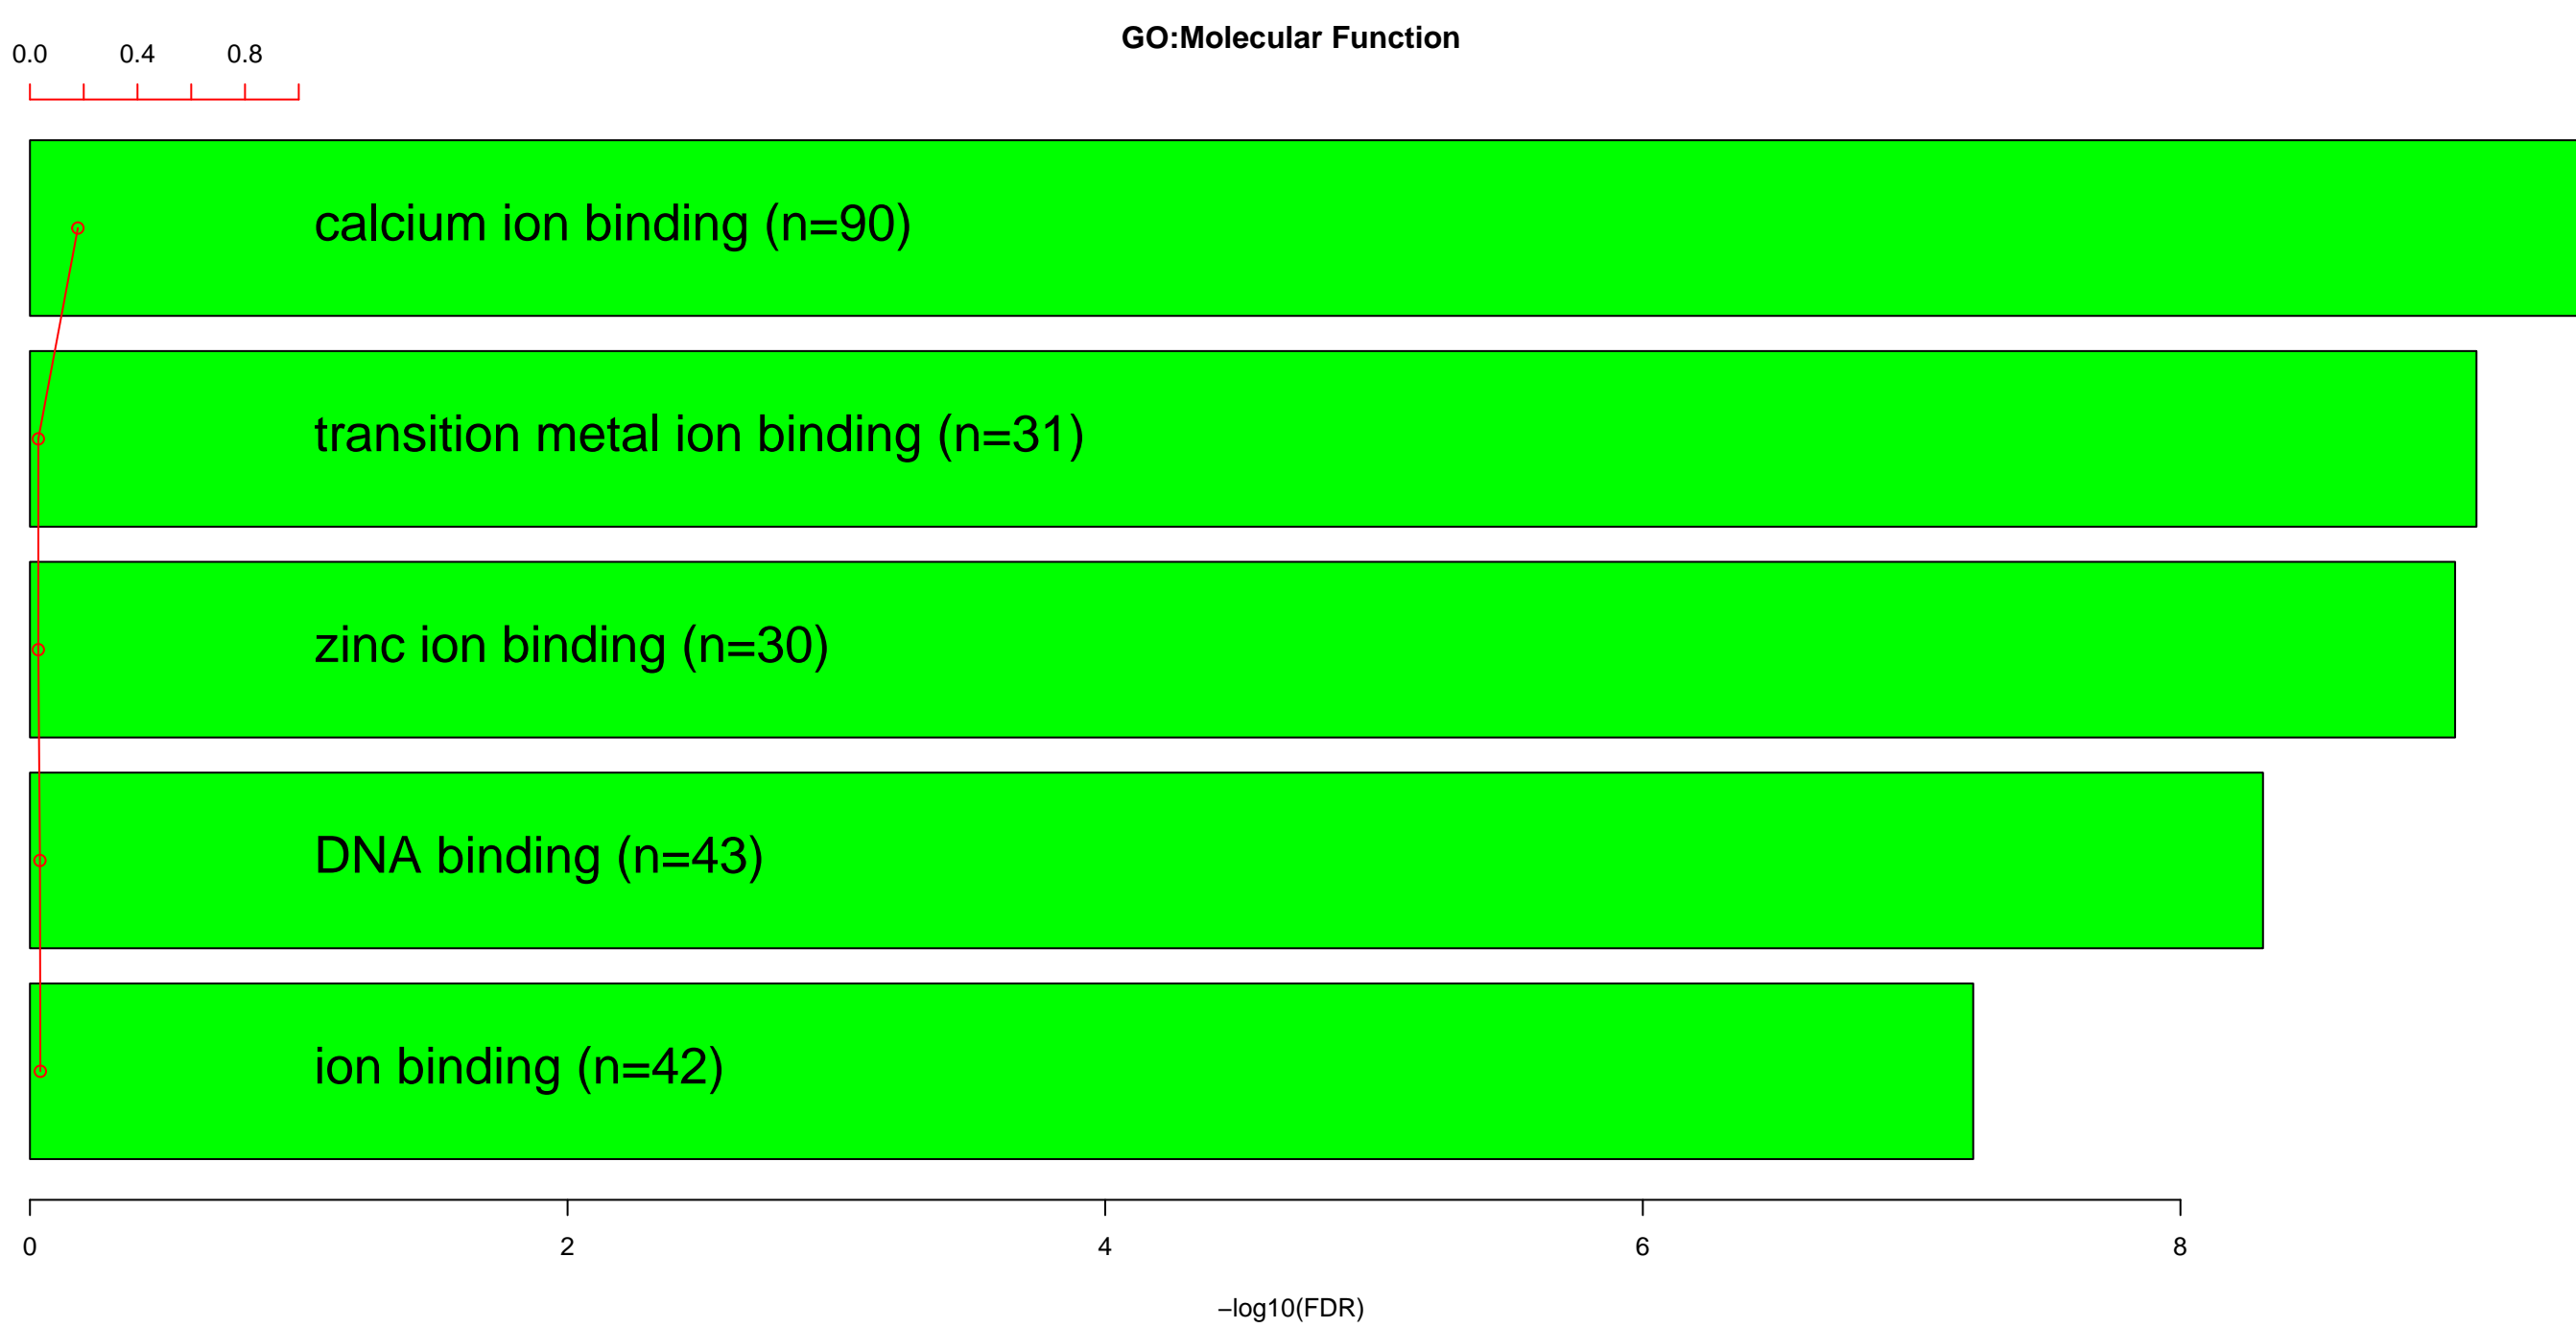 GO:Molecular Function
0.0 0.4 0.8
calcium ion binding (n=90)
transition metal ion binding (n=31)
zinc ion binding (n=30)
DNA binding (n=43)
ion binding (n=42)
0 2 4 6 8
−log10(FDR)